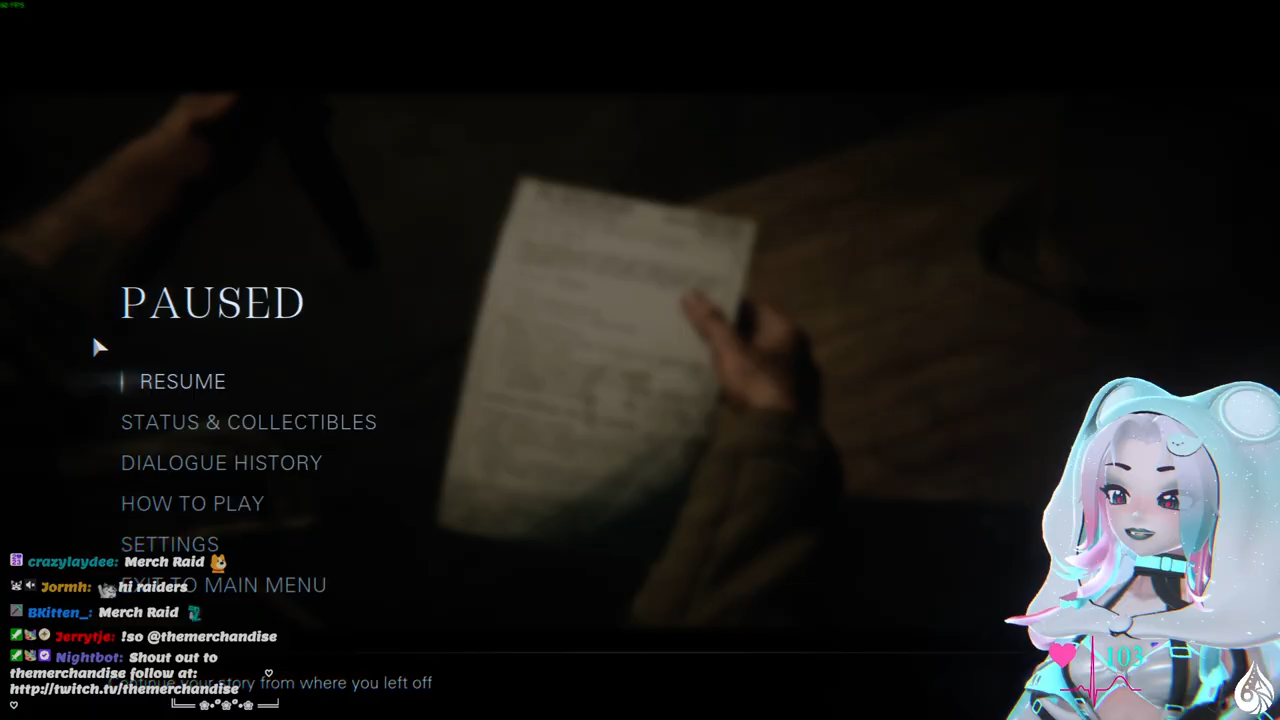 PAUSED
RESUME
STATUS & COLLECTIBLES
DIALOGUE HISTORY
HOW TO PLAY
SETTINGS
TO MAIN MENU
crazylaydee: Merch Raid
Jormh: hi raiders
BKitten_: Merch Raid
Jerrytje: !so @themerchandise
Nightbot: Shout out to
themerchandise follow at:
http://twitch.tv/themerchandise
your story from where you left off
103